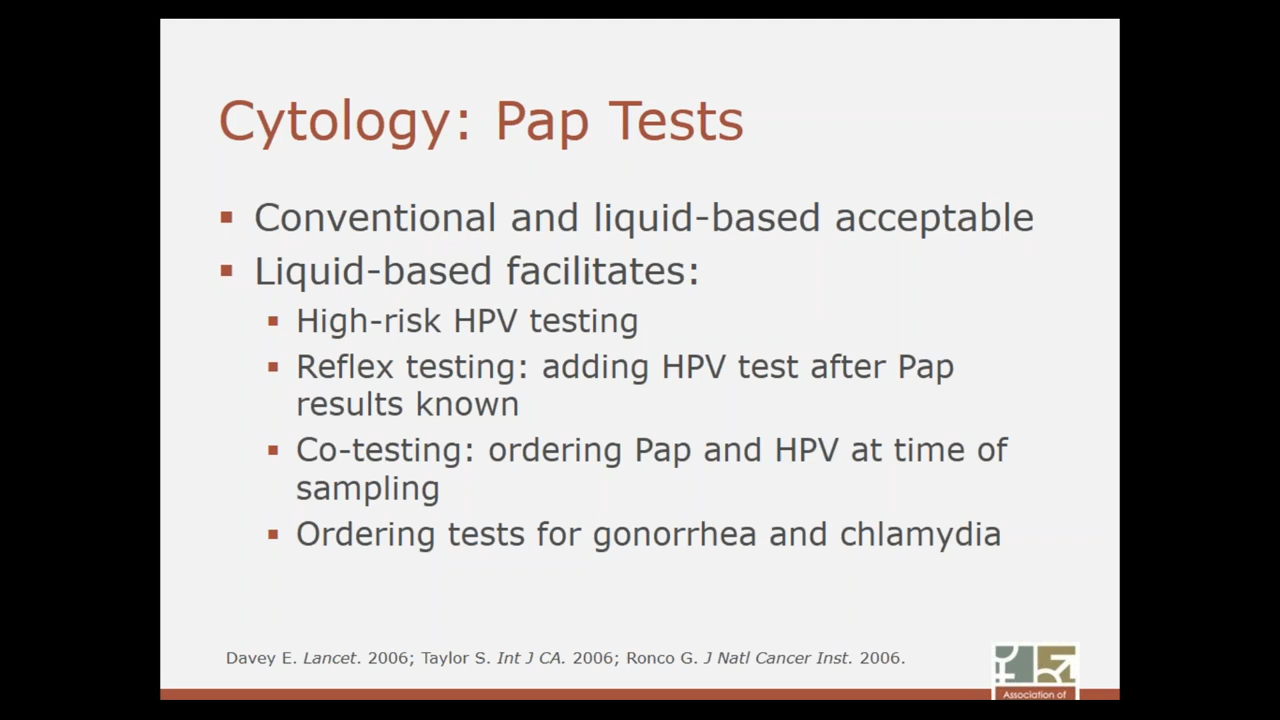 Cytology: Pap Tests
Conventional and liquid-based acceptable
Liquid-based facilitates:
High-risk HPV testing
Reflex testing: adding HPV test after Pap
results known
Co-testing: ordering Pap and HPV at time of
sampling
Ordering tests for gonorrhea and chlamydia
Davey E. Lancet. 2006; Taylor S. Int J CA. 2006; Ronco G. J Natl Cancer Inst. 2006.
Association of